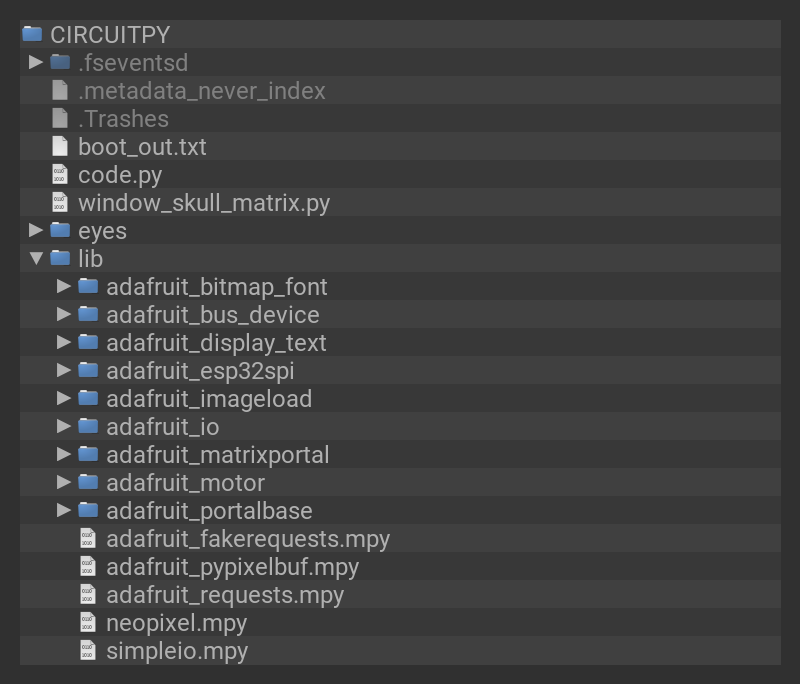 CIRCUITPY
.fseventsd
.metadata_never_index
.Trashes
boot_out.txt
code.py
window_skull_matrix.py
eyes
lib
adafruit_bitmap_font
adafruit_bus_device
adafruit_display_text
adafruit_esp32spi
adafruit_imageload
adafruit_io
adafruit_matrixportal
adafruit_motor
adafruit_portalbase
adafruit_fakerequests.mpy
adafruit_pypixelbuf.mpy
adafruit_requests.mpy
neopixel.mpy
simpleio.mpy